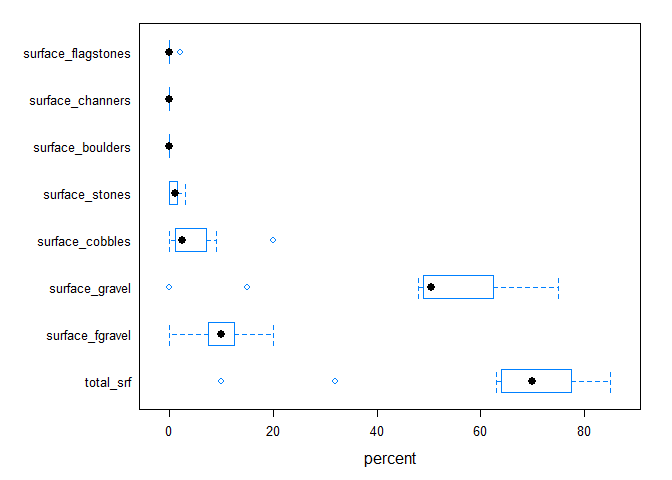 surface_flagstones
surface_channers
surface_boulders
surface_stones
surface_cobbles
surface_gravel
surface_fgravel
total_srf
0 20 40 60 80
percent